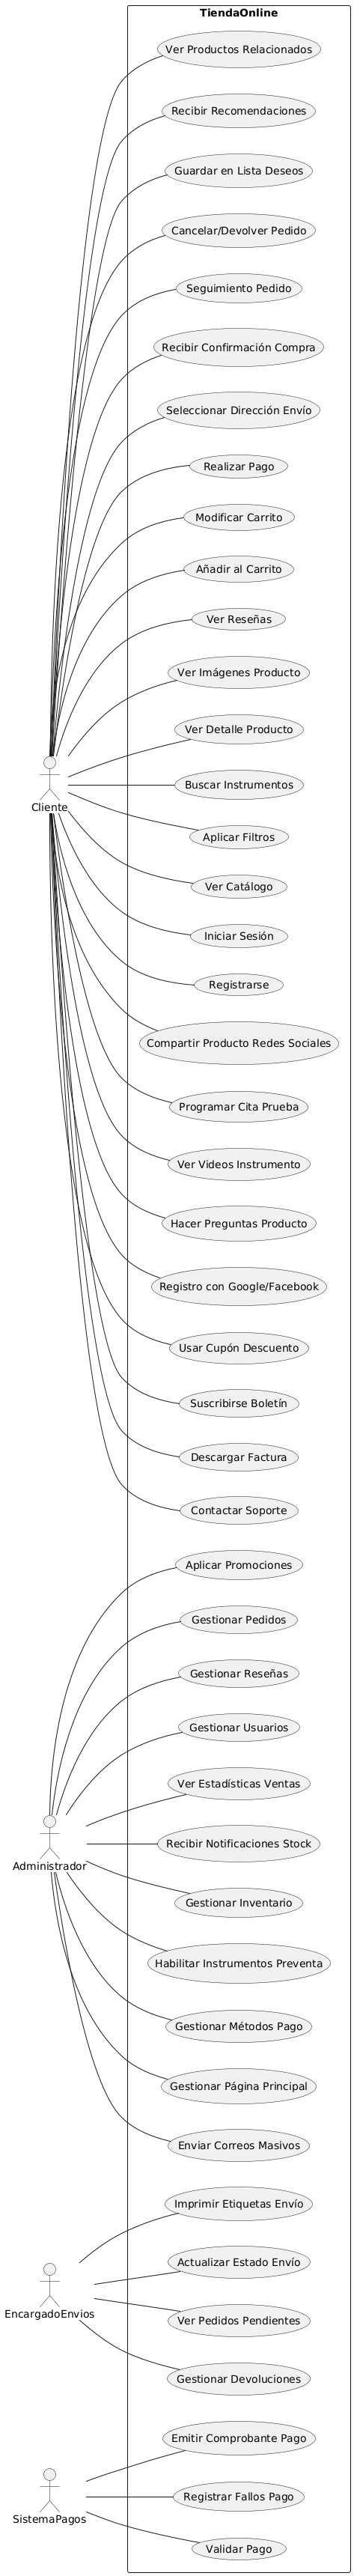 TiendaOnline
Ver Productos Relacionados
Recibir Recomendaciones
Guardar en Lista Deseos
Cancelar/Devolver Pedido
Seguimiento Pedido
Recibir Confirmación Compra
Seleccionar Dirección Envío
Realizar Pago
Modificar Carrito
Añadir al Carrito
Ver Reseñas
Ver Imágenes Producto
Ver Detalle Producto
Buscar Instrumentos
Cliente
Aplicar Filtros
Ver Catálogo
Iniciar Sesión
Registrarse
Compartir Producto Redes Sociales
Programar Cita Prueba
Ver Videos Instrumento
Hacer Preguntas Producto
Registro con Google/Facebook
Usar Cupón Descuento
Suscribirse Boletín
Descargar Factura
Contactar Soporte
Aplicar Promociones
Gestionar Pedidos
Gestionar Reseñas
Gestionar Usuarios
Ver Estadísticas Ventas
Recibir Notificaciones Stock
Administrador
Gestionar Inventario
Habilitar Instrumentos Preventa
Gestionar Métodos Pago
Gestionar Página Principal
Enviar Correos Masivos
Imprimir Etiquetas Envío
Actualizar Estado Envío
EncargadoEnvios
Ver Pedidos Pendientes
Gestionar Devoluciones
Emitir Comprobante Pago
Registrar Fallos Pago
SistemaPagos
Validar Pago